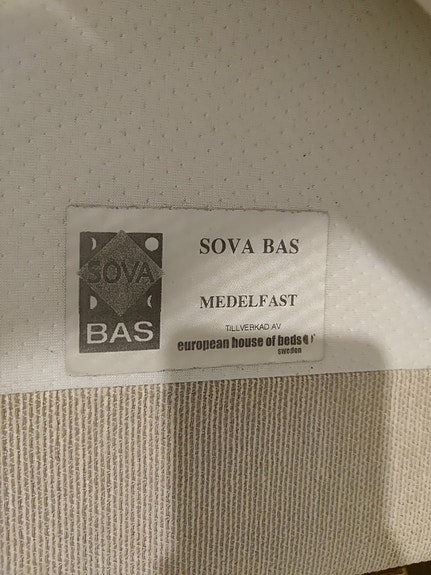 SOVA
BAS
SOVA BAS
MEDELFAST
TILLVERKAD AV
european house of beds
sweden